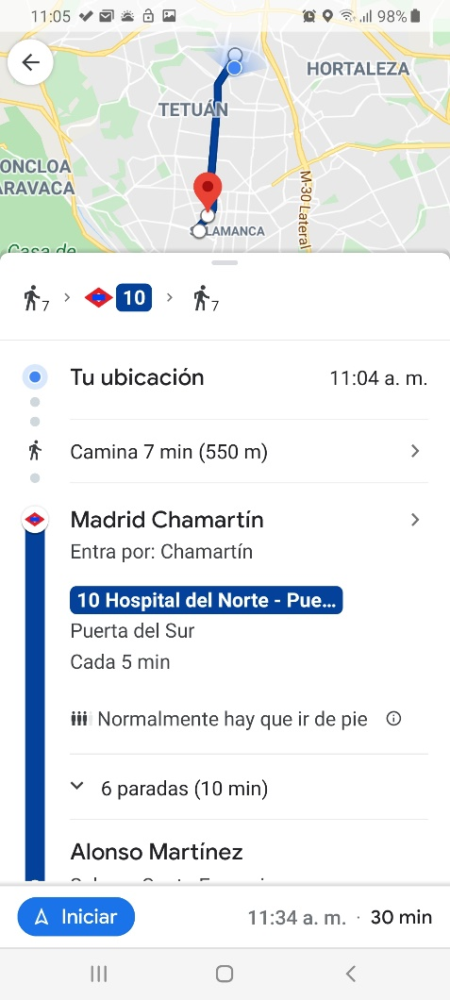 11:05
98%
HORTALEZA
TETUÁN
ONCLOA
ARAVACA
M-30 Lateral
SALAMANCA
Casa de
7
10
7
Tu ubicación
11:04 a. m.
Camina 7 min (550 m)
Madrid Chamartín
Entra por: Chamartín
10 Hospital del Norte - Pue...
Puerta del Sur
Cada 5 min
Normalmente hay que ir de pie
6 paradas (10 min)
Alonso Martínez
Iniciar
11:34 a. m. · 30 min